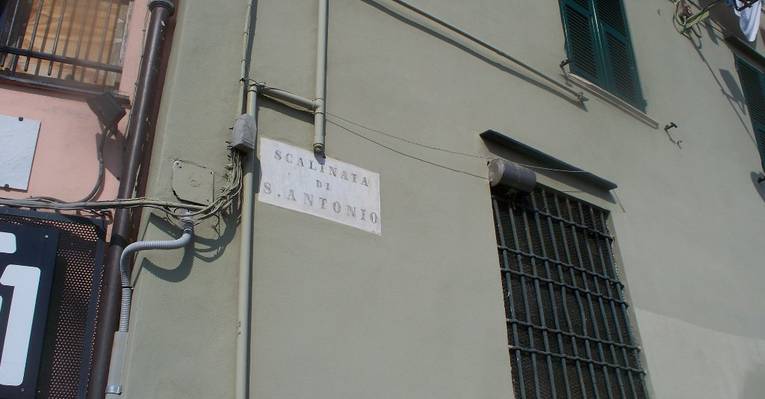 SCALINATA
DI
S. ANTONIO